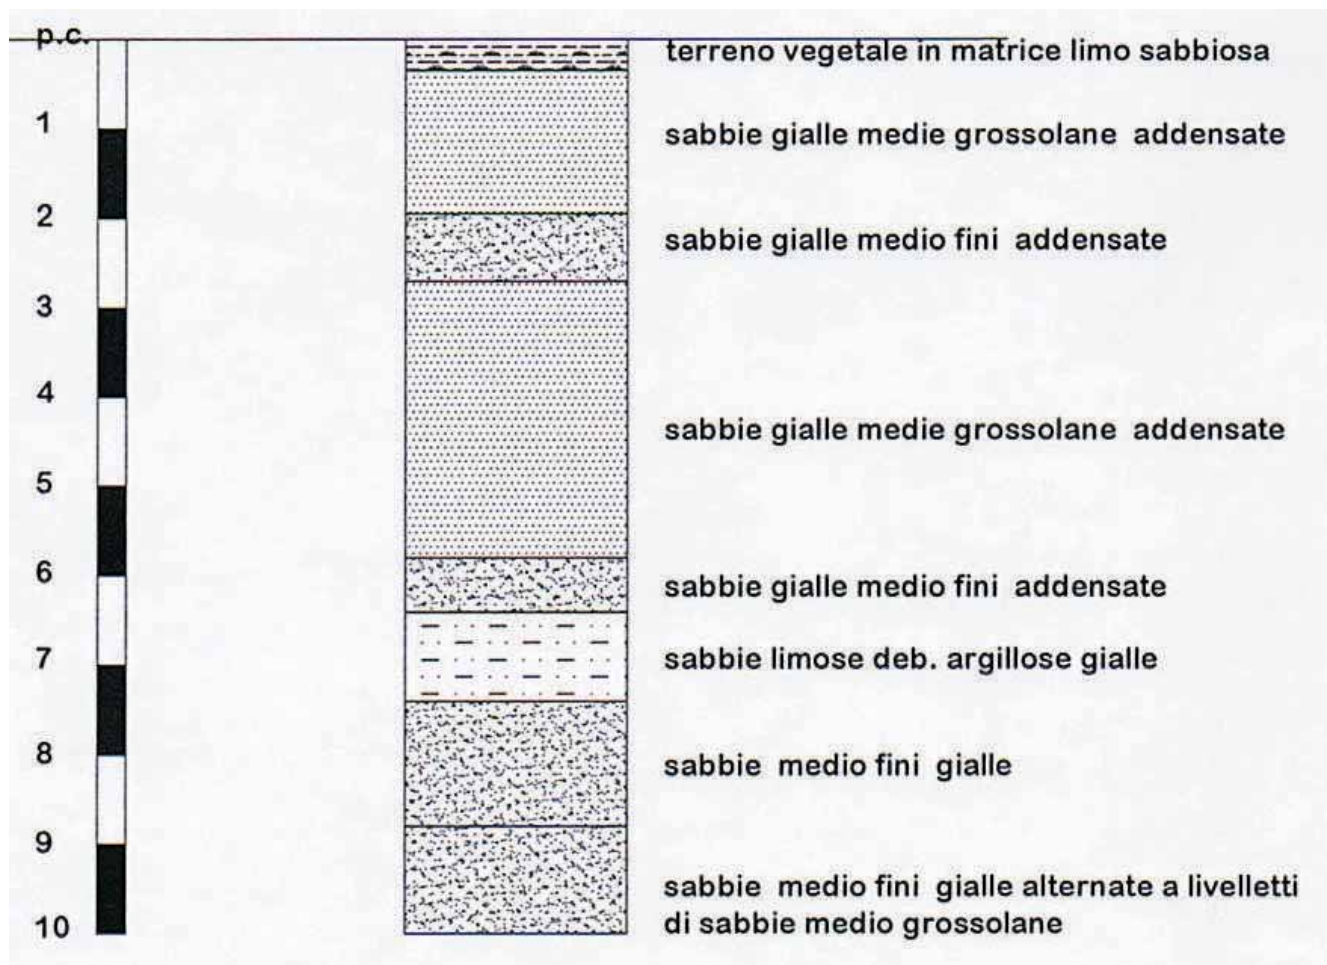 p.c.
terreno vegetale in matrice limo sabbiosa
1
sabbie gialle medie grossolane addensate
2
sabbie gialle medio fini addensate
3
4
sabbie gialle medie grossolane addensate
5
6
sabbie gialle medio fini addensate
7
sabbie limose deb. argillose gialle
8
sabbie medio fini gialle
9
sabbie medio fini gialle alternate a livelletti
di sabbie medio grossolane
10